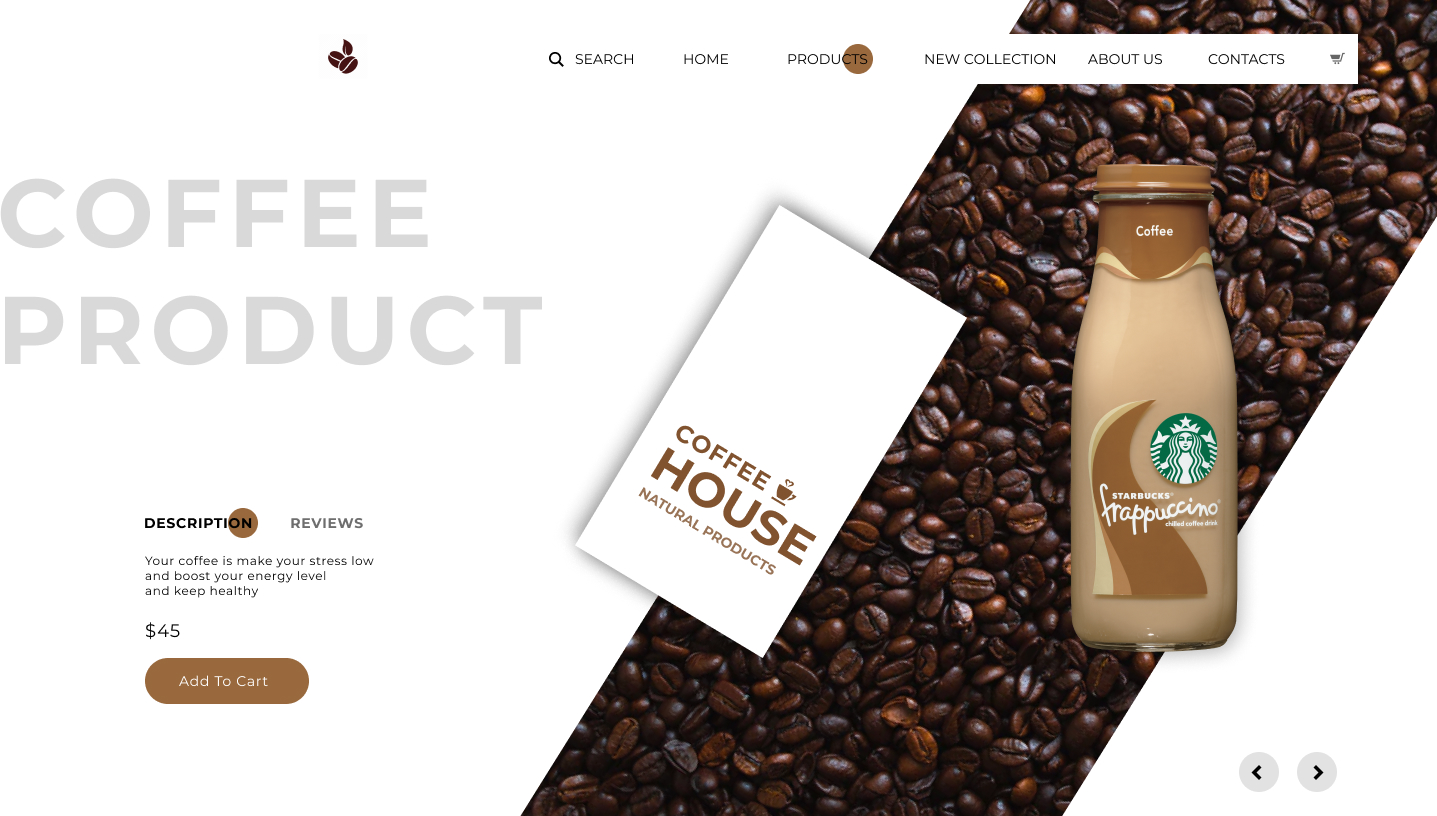 SEARCH
HOME
PRODUCTS
NEW COLLECTION
ABOUT US
CONTACTS
COFFEE
PRODUCT
Coffee
COFFEE
HOUSE
NATURAL PRODUCTS
STARBUCKS®
frappuccino®
chilled coffee drink
DESCRIPTION
REVIEWS
Your coffee is make your stress low
and boost your energy level
and keep healthy
$45
Add To Cart